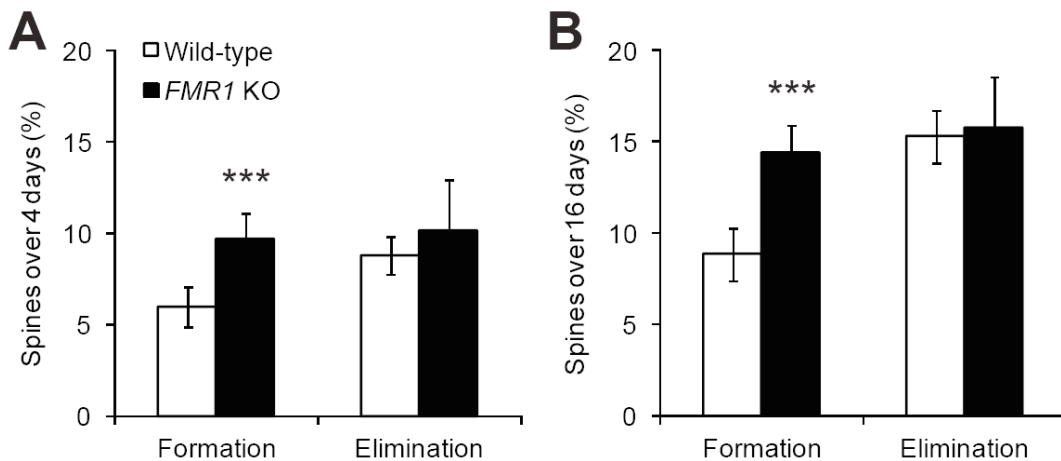 A
Spines over 4 days (%)
20
15
10
5
0
Wild-type
FMR1 KO
***
Formation
Elimination
B
Spines over 16 days (%)
20
15
10
5
0
***
Formation
Elimination